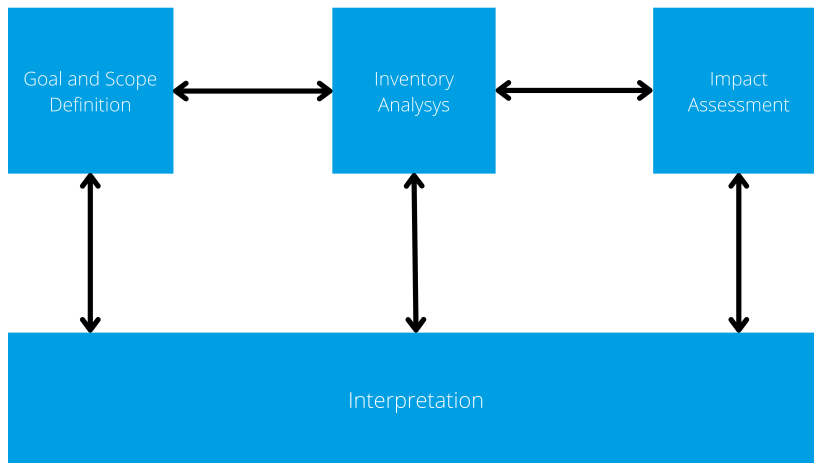 Goal and Scope
Definition
Inventory
Analysys
Impact
Assessment
Interpretation